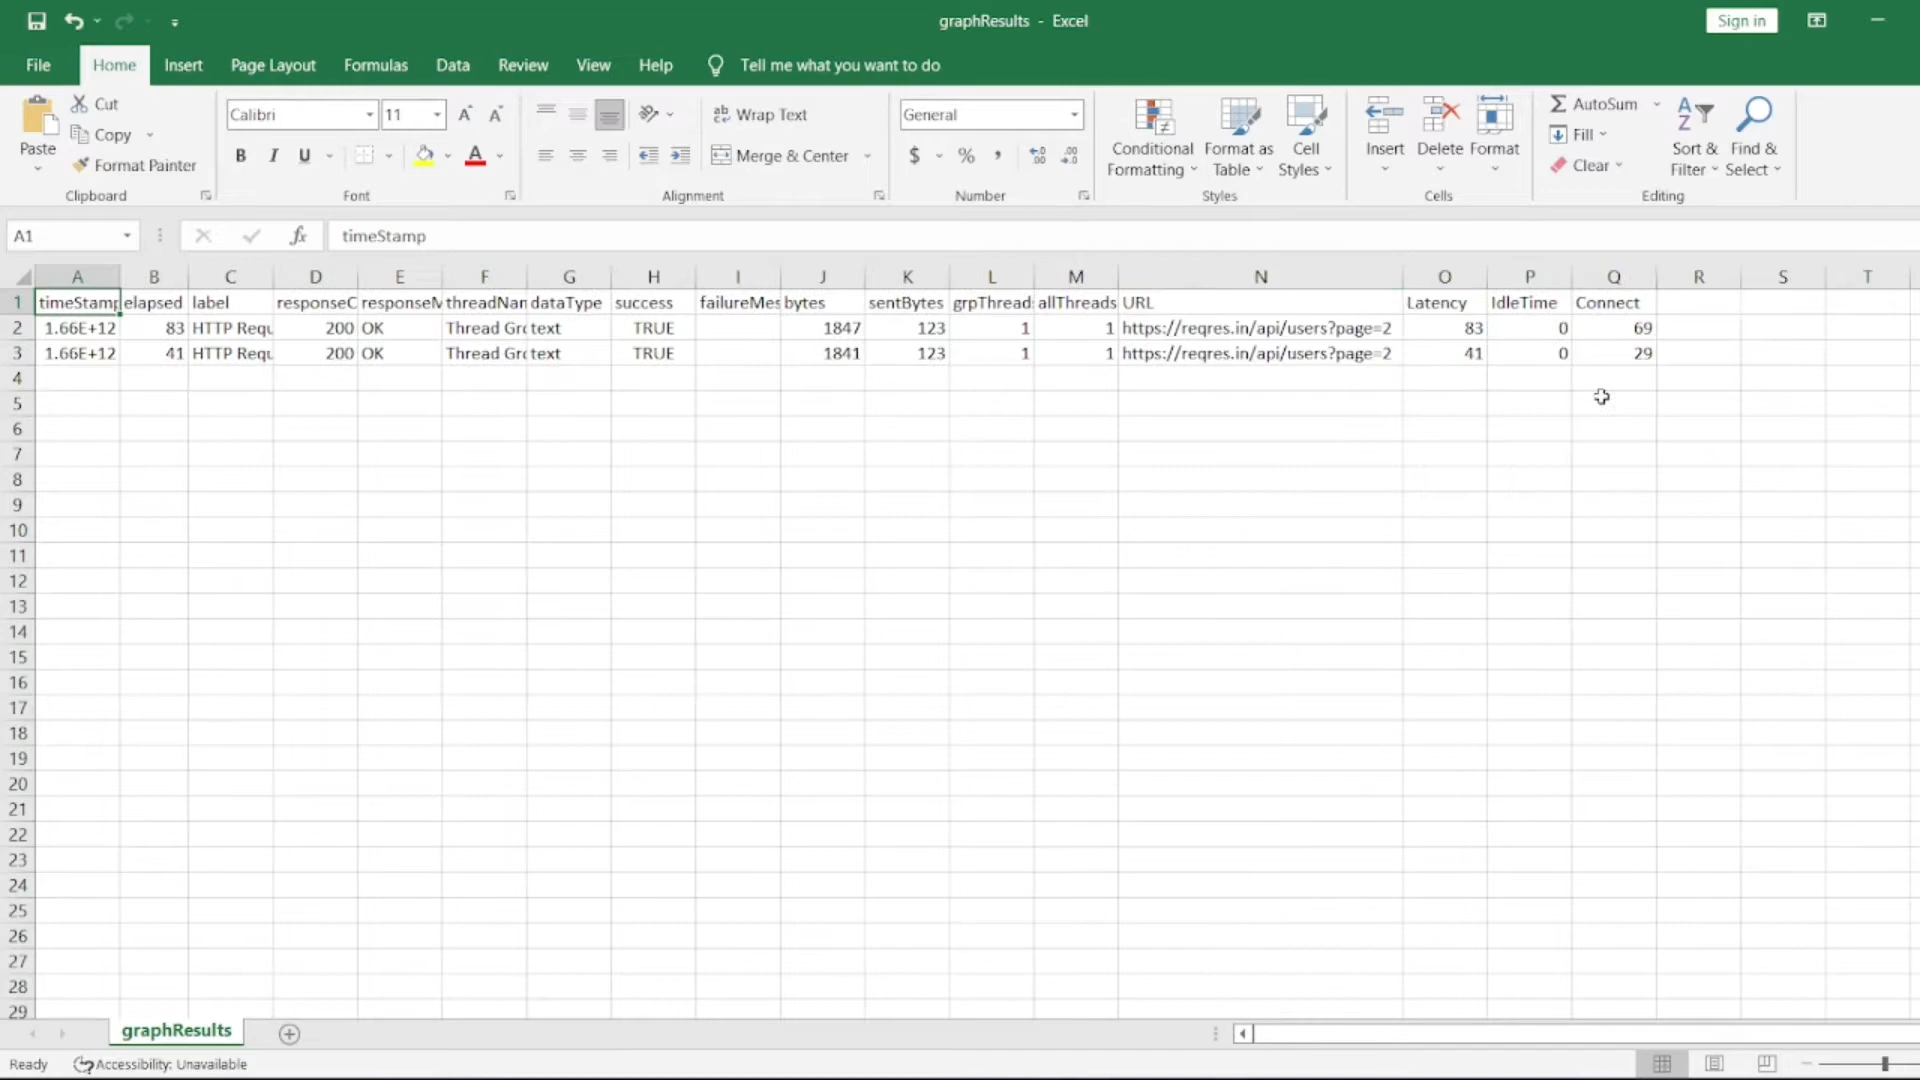 graphResults - Excel
Sign in
File Home Insert Page Layout Formulas Data Review View Help Tell me what you want to do
Paste
Cut
Copy
Format Painter
Clipboard
Calibri 11 A A
B I U A
Font
Wrap Text
Merge & Center
Alignment
General
$ % ,
Number
Conditional Formatting
Format as Table
Cell Styles
Styles
Insert Delete Format
Cells
AutoSum
Fill
Clear
Sort & Filter
Find & Select
Editing
A1 fx timeStamp
A B C D E F G H I J K L M N O P Q R S T
1 timeStamp elapsed label responseC responseM threadNam dataType success failureMes bytes sentBytes grpThreads allThreads URL Latency IdleTime Connect
2 1.66E+12 83 HTTP Requ 200 OK Thread Gro text TRUE 1847 123 1 1 https://reqres.in/api/users?page=2 83 0 69
3 1.66E+12 41 HTTP Requ 200 OK Thread Gro text TRUE 1841 123 1 1 https://reqres.in/api/users?page=2 41 0 29
4
5
6
7
8
9
10
11
12
13
14
15
16
17
18
19
20
21
22
23
24
25
26
27
28
29
graphResults
Ready Accessibility: Unavailable